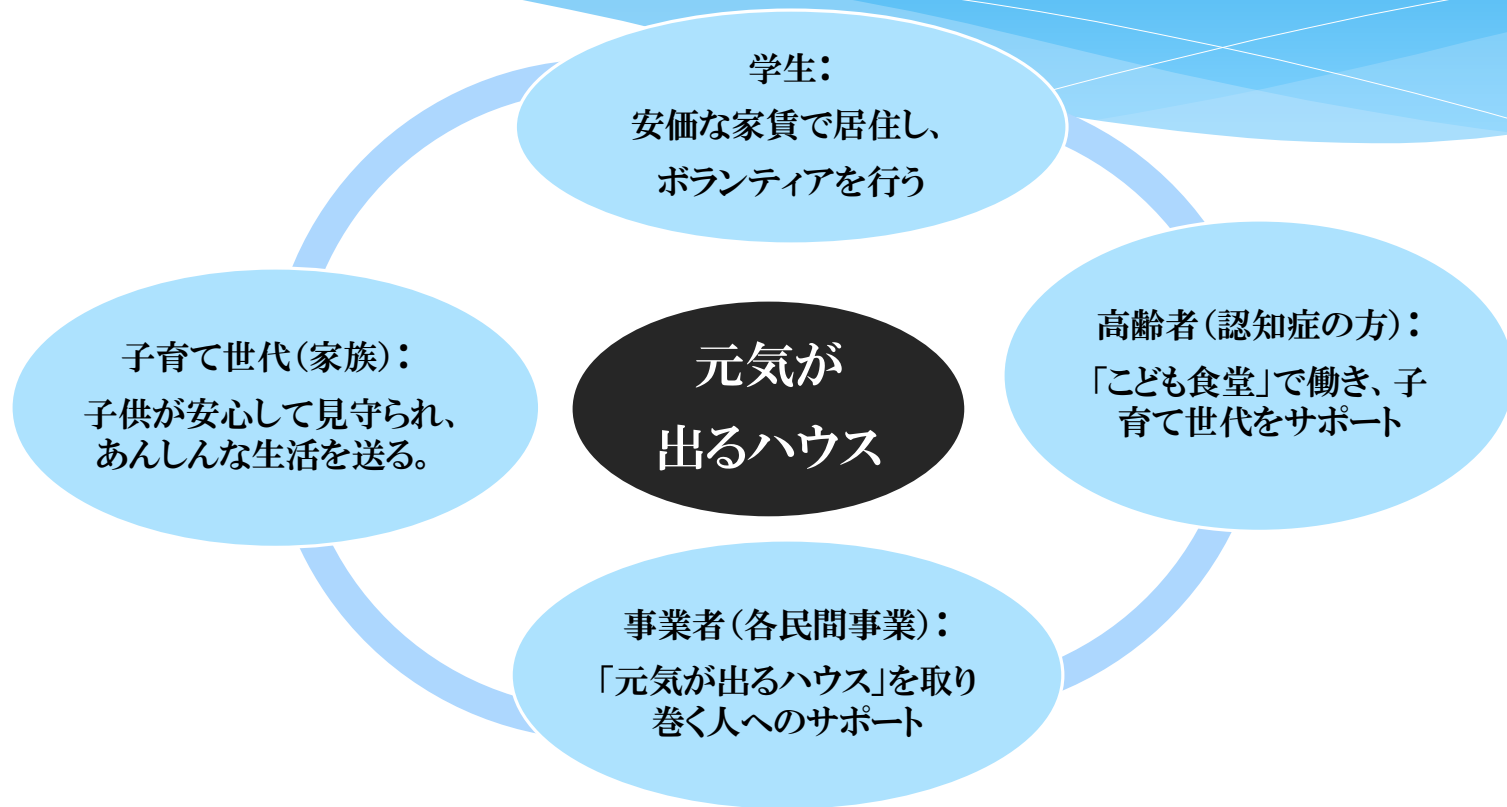 学生：
安価な家賃で居住し、
ボランティアを行う
高齢者（認知症の方）：
「こども食堂」で働き、子
育て世代をサポート
子育て世代（家族）：
子供が安心して見守られ、
あんしんな生活を送る。
元気が
出るハウス
事業者（各民間事業）：
「元気が出るハウス」を取り
巻く人へのサポート